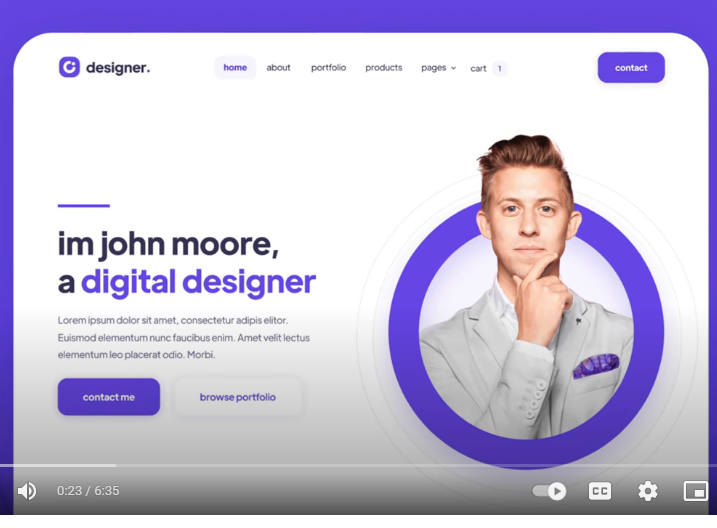 designer.
home about portfolio products pages cart 1
contact
im john moore,
a digital designer
Lorem ipsum dolor sit amet, consectetur adipis elitor.
Euismod elementum nunc faucibus enim. Amet velit lectus
elementum leo placerat odio. Morbi.
contact me
browse portfolio
0:23 / 6:35
CC